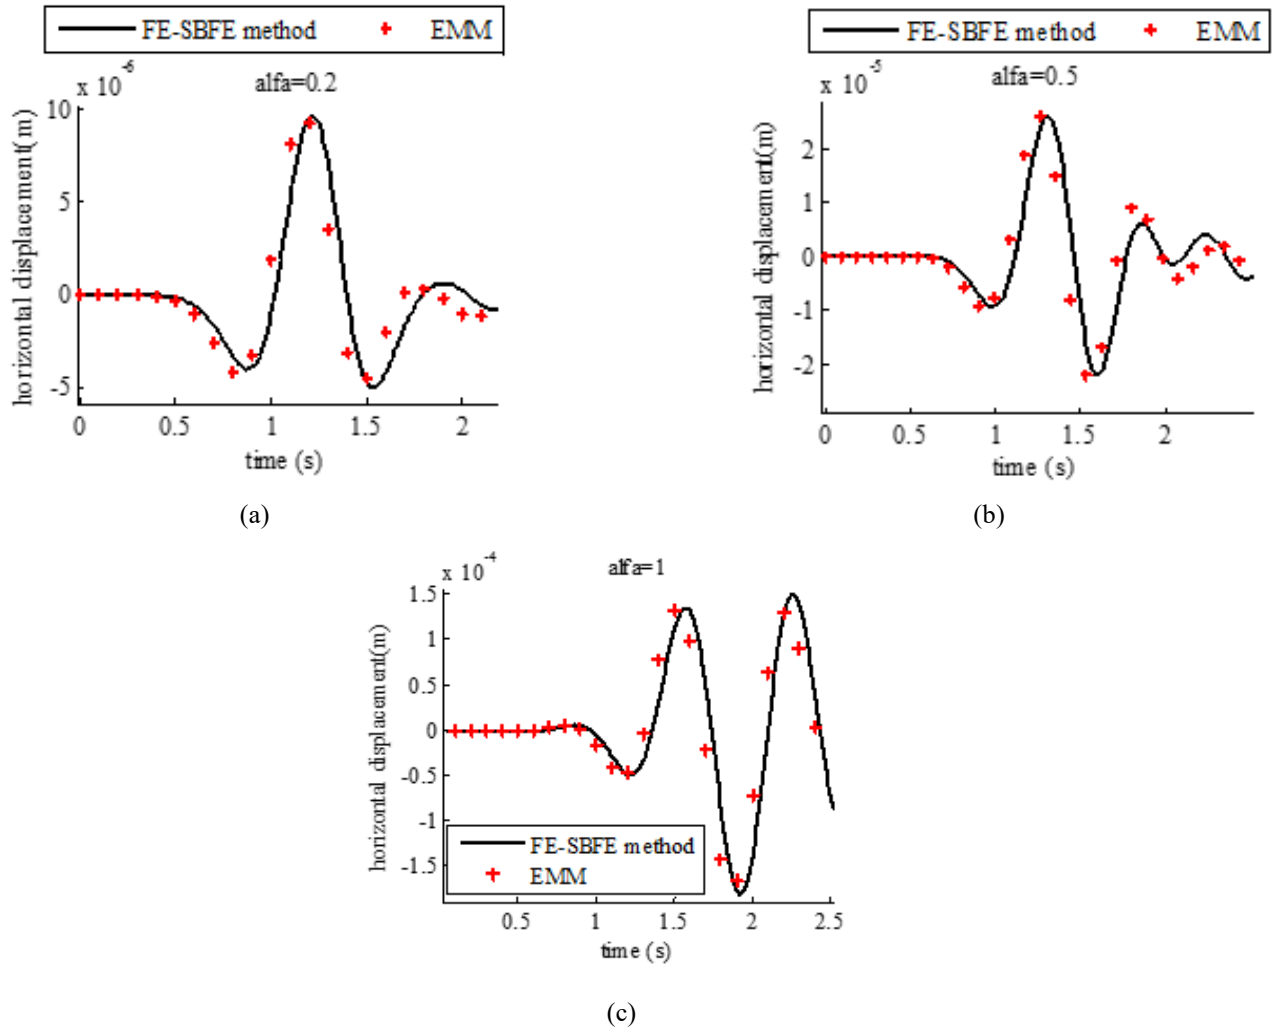 FE-SBFE method EMM
x 10^-6
alfa=0.2
10
5
0
-5
horizontal displacement(m)
0 0.5 1 1.5 2
time (s)
(a)
FE-SBFE method EMM
x 10^-5
alfa=0.5
2
1
0
-1
-2
horizontal displacement(m)
0 0.5 1 1.5 2
time (s)
(b)
x 10^-4
alfa=1
1.5
1
0.5
0
-0.5
-1
-1.5
horizontal displacement(m)
FE-SBFE method
EMM
0.5 1 1.5 2 2.5
time (s)
(c)